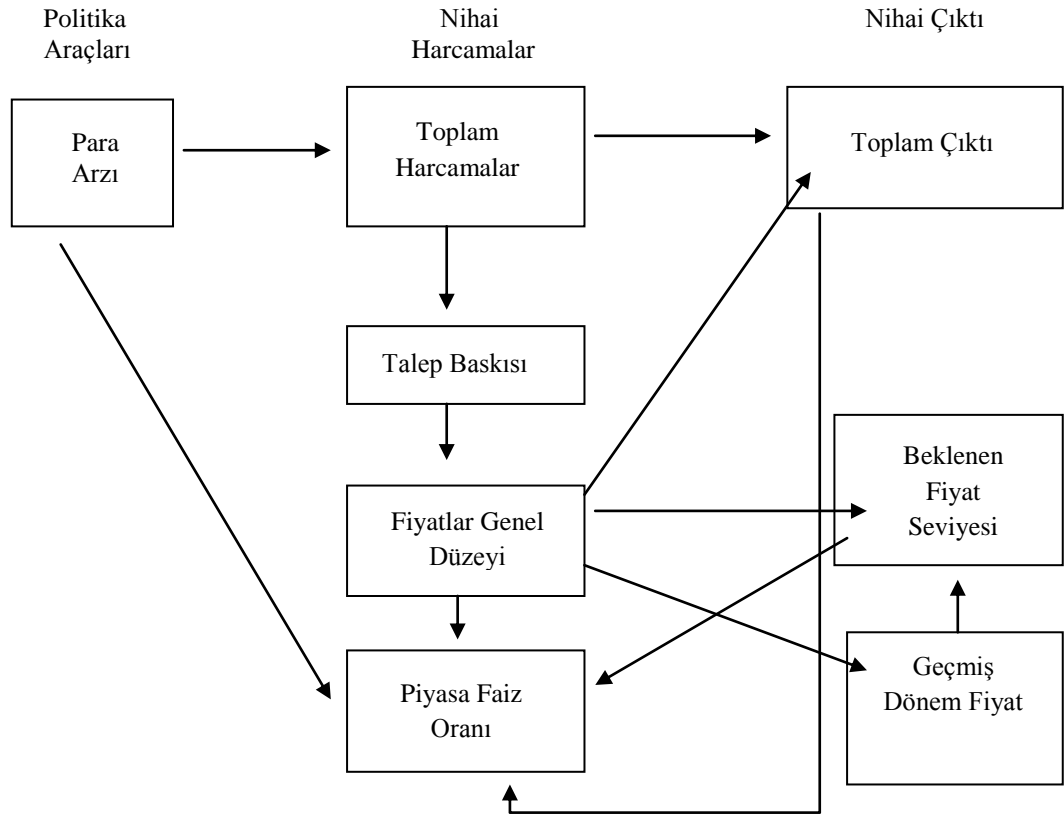 Politika
Araçları
Nihai
Harcamalar
Nihai Çıktı
Para
Arzı
Toplam
Harcamalar
Toplam Çıktı
Talep Baskısı
Fiyatlar Genel
Düzeyi
Beklenen
Fiyat
Seviyesi
Piyasa Faiz
Oranı
Geçmiş
Dönem Fiyat